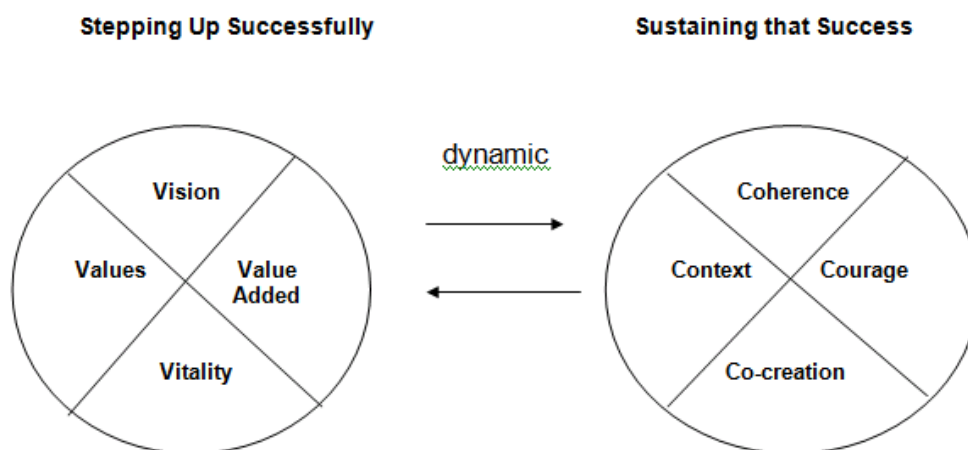 Stepping Up Successfully
Sustaining that Success
dynamic
Vision
Values
Value
Added
Vitality
Coherence
Context
Courage
Co-creation